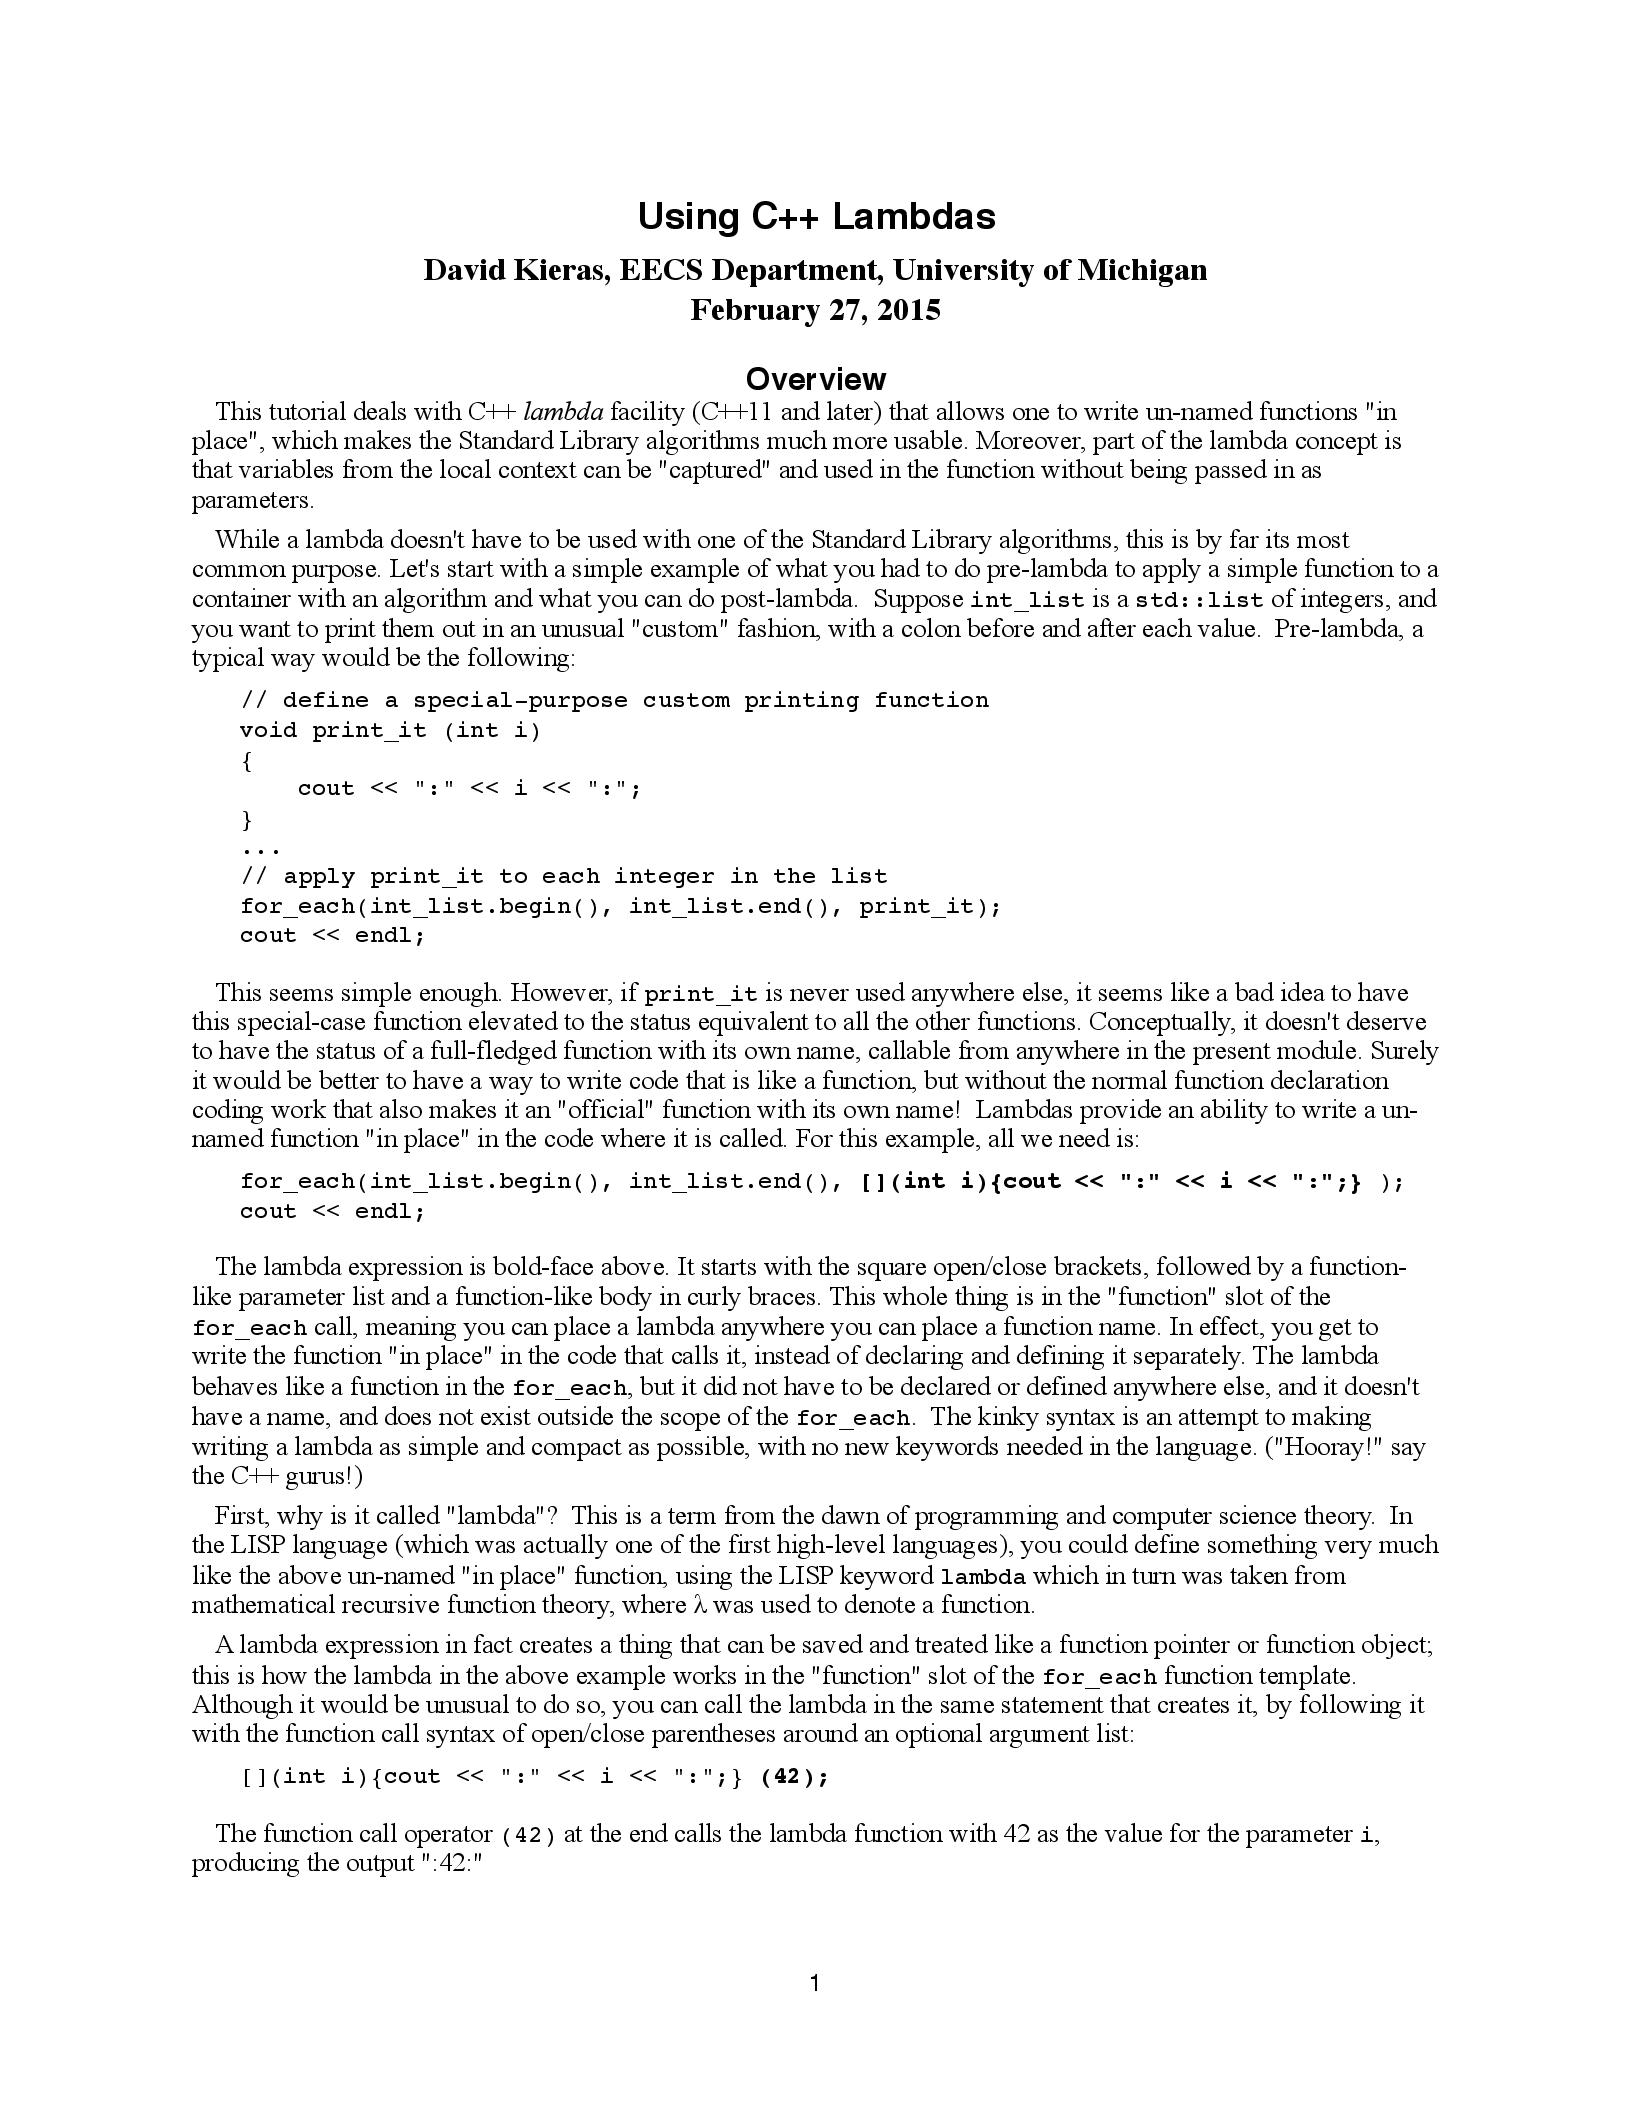 Using C++ Lambdas
David Kieras, EECS Department, University of Michigan
February 27, 2015
Overview
This tutorial deals with C++ lambda facility (C++11 and later) that allows one to write un-named functions "in
place", which makes the Standard Library algorithms much more usable. Moreover, part of the lambda concept is
that variables from the local context can be "captured" and used in the function without being passed in as
parameters.
While a lambda doesn't have to be used with one of the Standard Library algorithms, this is by far its most
common purpose. Let's start with a simple example of what you had to do pre-lambda to apply a simple function to a
container with an algorithm and what you can do post-lambda.  Suppose int_list is a std::list of integers, and
you want to print them out in an unusual "custom" fashion, with a colon before and after each value.  Pre-lambda, a
typical way would be the following:
// define a special-purpose custom printing function
void print_it (int i)
{
    cout << ":" << i << ":";
}
...
// apply print_it to each integer in the list
for_each(int_list.begin(), int_list.end(), print_it);
cout << endl;
This seems simple enough. However, if print_it is never used anywhere else, it seems like a bad idea to have
this special-case function elevated to the status equivalent to all the other functions. Conceptually, it doesn't deserve
to have the status of a full-fledged function with its own name, callable from anywhere in the present module. Surely
it would be better to have a way to write code that is like a function, but without the normal function declaration
coding work that also makes it an "official" function with its own name!  Lambdas provide an ability to write a un-
named function "in place" in the code where it is called. For this example, all we need is:
for_each(int_list.begin(), int_list.end(), [](int i){cout << ":" << i << ":";} );
cout << endl;
The lambda expression is bold-face above. It starts with the square open/close brackets, followed by a function-
like parameter list and a function-like body in curly braces. This whole thing is in the "function" slot of the
for_each call, meaning you can place a lambda anywhere you can place a function name. In effect, you get to
write the function "in place" in the code that calls it, instead of declaring and defining it separately. The lambda
behaves like a function in the for_each, but it did not have to be declared or defined anywhere else, and it doesn't
have a name, and does not exist outside the scope of the for_each.  The kinky syntax is an attempt to making
writing a lambda as simple and compact as possible, with no new keywords needed in the language. ("Hooray!" say
the C++ gurus!)
First, why is it called "lambda"?  This is a term from the dawn of programming and computer science theory.  In
the LISP language (which was actually one of the first high-level languages), you could define something very much
like the above un-named "in place" function, using the LISP keyword lambda which in turn was taken from
mathematical recursive function theory, where λ was used to denote a function.
A lambda expression in fact creates a thing that can be saved and treated like a function pointer or function object;
this is how the lambda in the above example works in the "function" slot of the for_each function template.
Although it would be unusual to do so, you can call the lambda in the same statement that creates it, by following it
with the function call syntax of open/close parentheses around an optional argument list:
[](int i){cout << ":" << i << ":";} (42);
The function call operator (42) at the end calls the lambda function with 42 as the value for the parameter i,
producing the output ":42:"
1